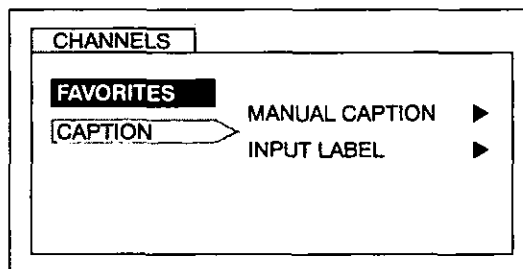 CHANNELS
FAVORITES
CAPTION
MANUAL CAPTION
INPUT LABEL